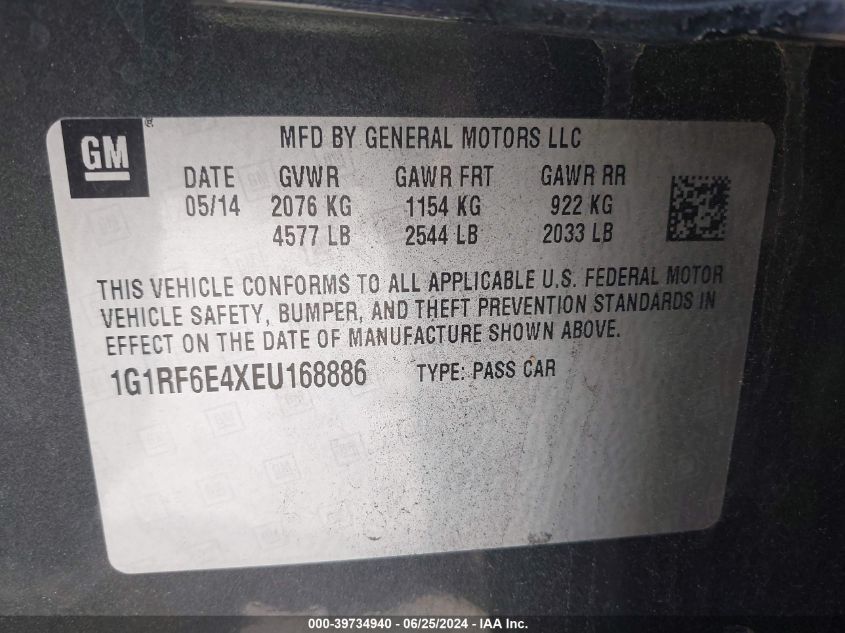 GM
MFD BY GENERAL MOTORS LLC
DATE GVWR GAWR FRT GAWR RR
05/14 2076 KG 1154 KG 922 KG
4577 LB 2544 LB 2033 LB
THIS VEHICLE CONFORMS TO ALL APPLICABLE U.S. FEDERAL MOTOR
VEHICLE SAFETY, BUMPER, AND THEFT PREVENTION STANDARDS IN
EFFECT ON THE DATE OF MANUFACTURE SHOWN ABOVE.
1G1RF6E4XEU168886 TYPE: PASS CAR
000-39734940 - 06/25/2024 - IAA Inc.